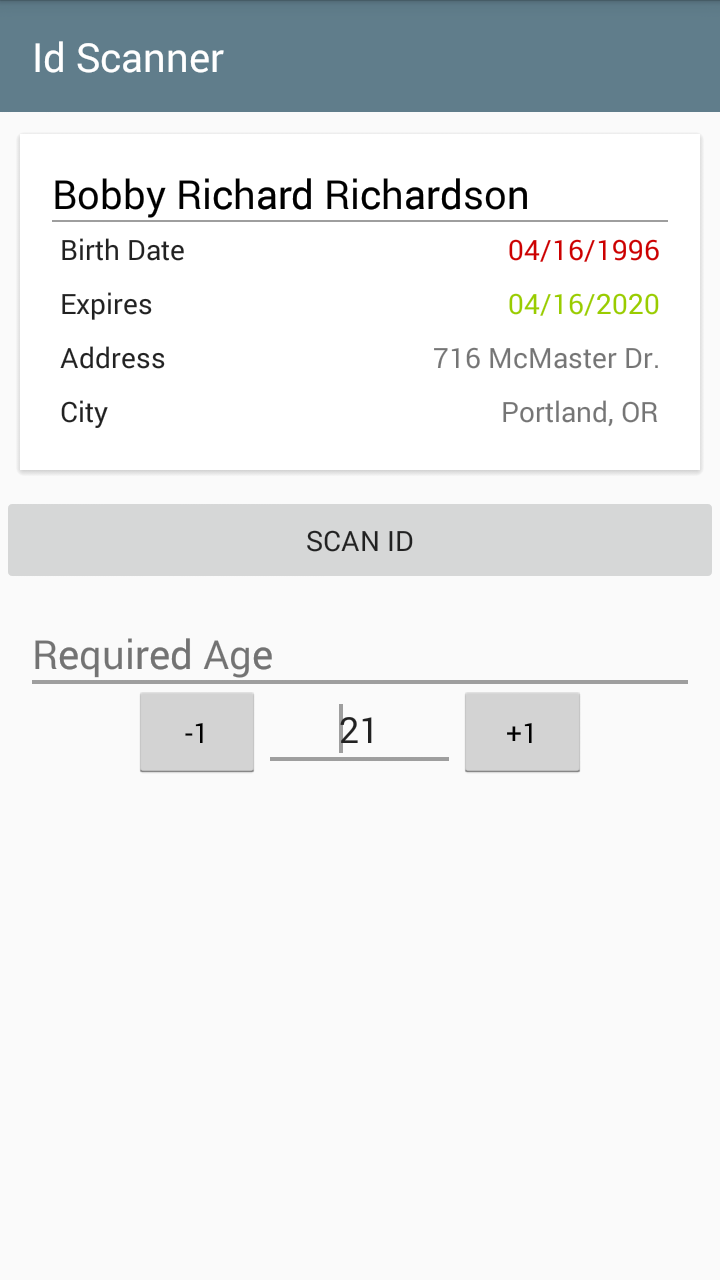 Id Scanner
Bobby Richard Richardson
Birth Date 04/16/1996
Expires 04/16/2020
Address 716 McMaster Dr.
City Portland, OR
SCAN ID
Required Age
-1 21 +1